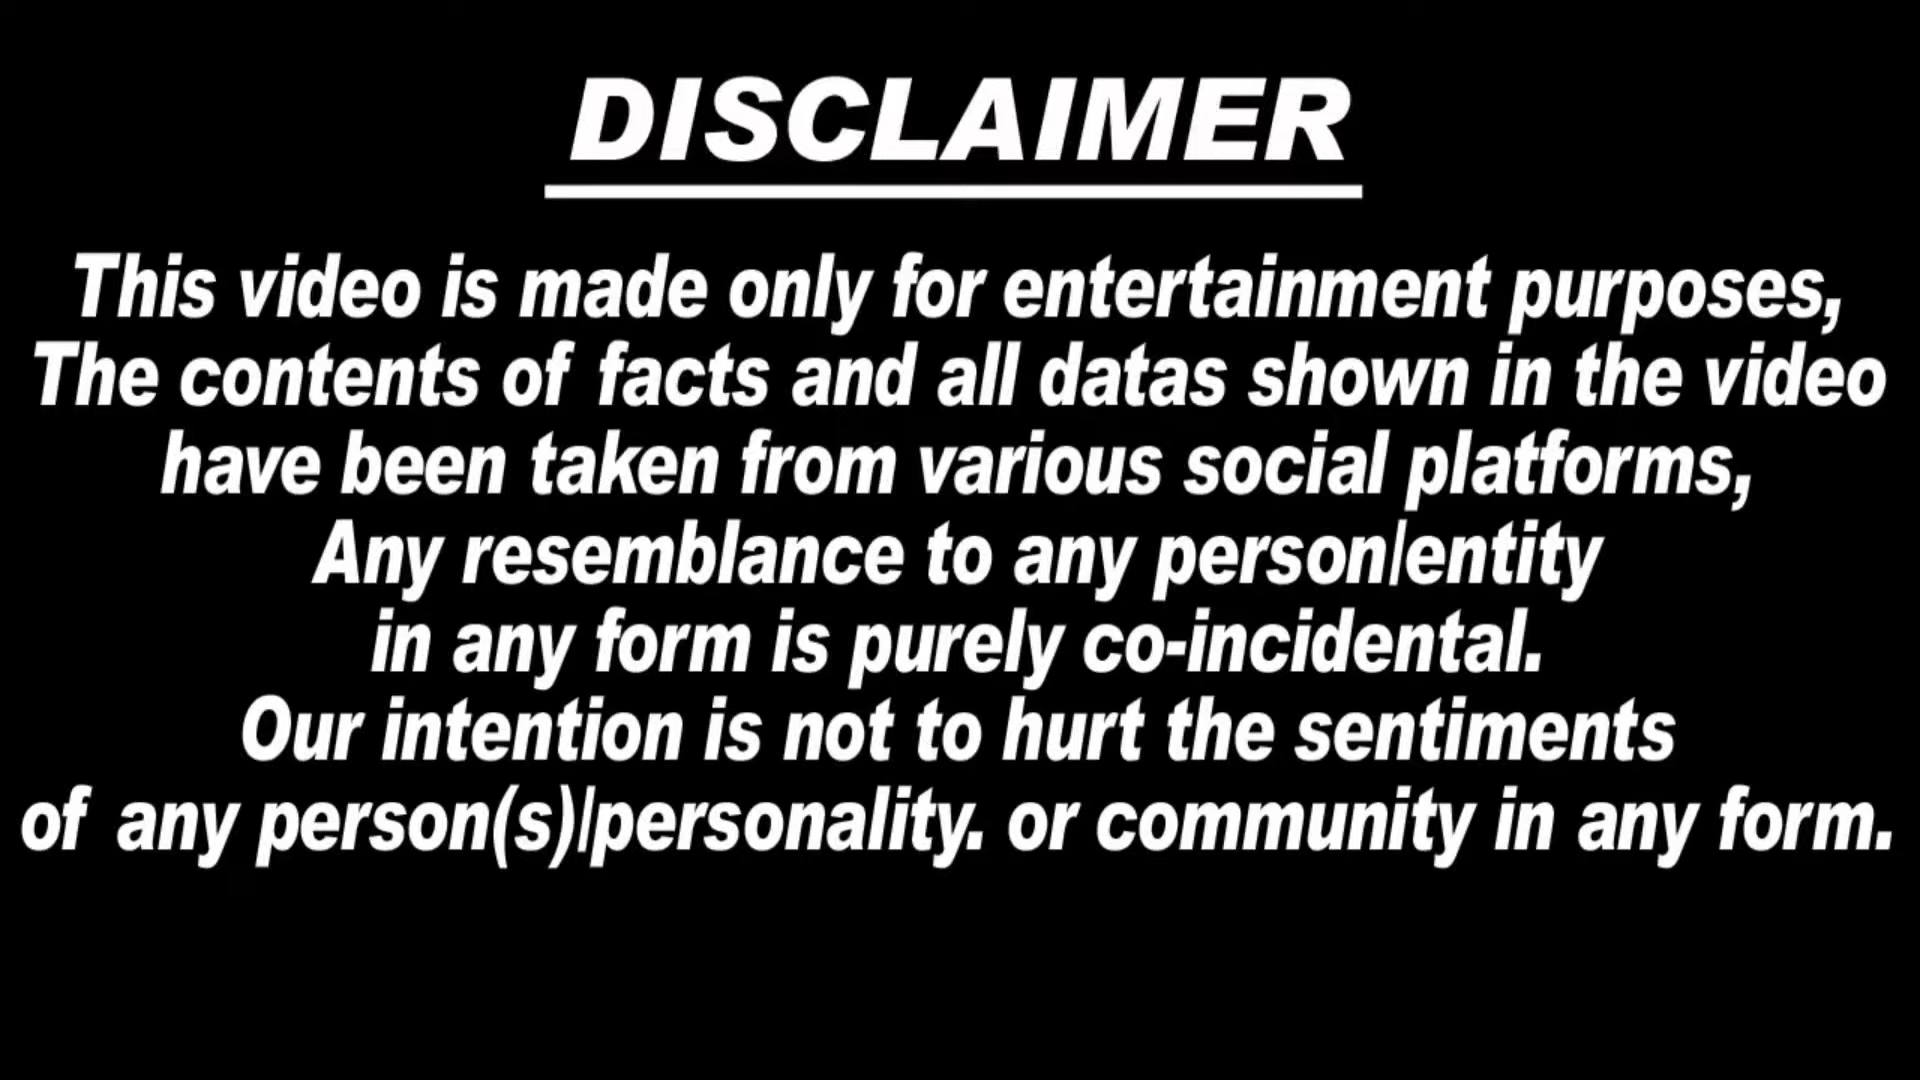 DISCLAIMER
This video is made only for entertainment purposes,
The contents of facts and all datas shown in the video
have been taken from various social platforms,
Any resemblance to any person/entity
in any form is purely co-incidental.
Our intention is not to hurt the sentiments
of any person(s)/personality. or community in any form.